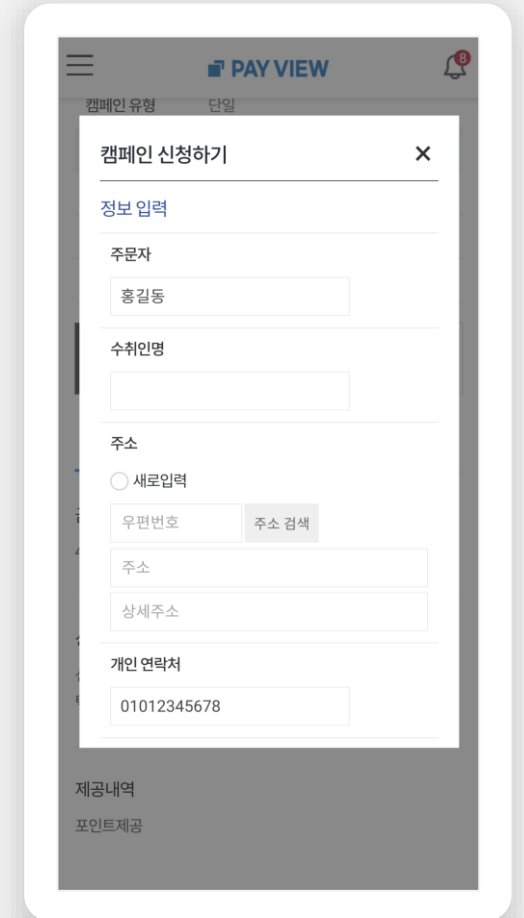 PAY VIEW
8
캠페인 유형 단일
캠페인 신청하기
정보 입력
주문자
홍길동
수취인명
주소
새로입력
우편번호 주소 검색
주소
상세주소
개인 연락처
01012345678
제공내역
포인트제공